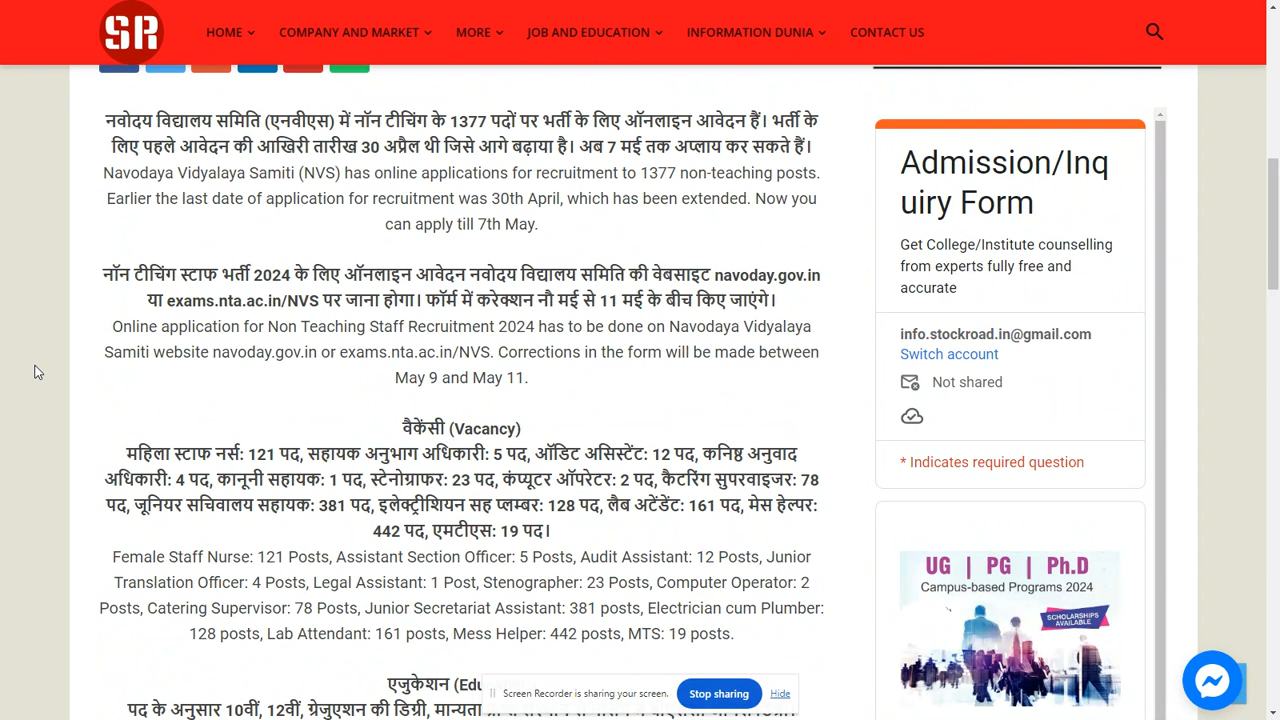 SR
HOME
COMPANY AND MARKET
MORE
JOB AND EDUCATION
INFORMATION DUNIA
CONTACT US
नवोदय विद्यालय समिति (एनवीएस) में नॉन टीचिंग के 1377 पदों पर भर्ती के लिए ऑनलाइन आवेदन हैं। भर्ती के
लिए पहले आवेदन की आखिरी तारीख 30 अप्रैल थी जिसे आगे बढ़ाया है। अब 7 मई तक अप्लाय कर सकते हैं।
Navodaya Vidyalaya Samiti (NVS) has online applications for recruitment to 1377 non-teaching posts.
Earlier the last date of application for recruitment was 30th April, which has been extended. Now you
can apply till 7th May.
नॉन टीचिंग स्टाफ भर्ती 2024 के लिए ऑनलाइन आवेदन नवोदय विद्यालय समिति की वेबसाइट navoday.gov.in
या exams.nta.ac.in/NVS पर जाना होगा। फॉर्म में करेक्शन नौ मई से 11 मई के बीच किए जाएंगे।
Online application for Non Teaching Staff Recruitment 2024 has to be done on Navodaya Vidyalaya
Samiti website navoday.gov.in or exams.nta.ac.in/NVS. Corrections in the form will be made between
May 9 and May 11.
वैकेंसी (Vacancy)
महिला स्टाफ नर्स: 121 पद, सहायक अनुभाग अधिकारी: 5 पद, ऑडिट असिस्टेंट: 12 पद, कनिष्ठ अनुवाद
अधिकारी: 4 पद, कानूनी सहायक: 1 पद, स्टेनोग्राफर: 23 पद, कंप्यूटर ऑपरेटर: 2 पद, कैटरिंग सुपरवाइजर: 78
पद, जूनियर सचिवालय सहायक: 381 पद, इलेक्ट्रीशियन सह प्लम्बर: 128 पद, लैब अटेंडेंट: 161 पद, मेस हेल्पर:
442 पद, एमटीएस: 19 पद।
Female Staff Nurse: 121 Posts, Assistant Section Officer: 5 Posts, Audit Assistant: 12 Posts, Junior
Translation Officer: 4 Posts, Legal Assistant: 1 Post, Stenographer: 23 Posts, Computer Operator: 2
Posts, Catering Supervisor: 78 Posts, Junior Secretariat Assistant: 381 posts, Electrician cum Plumber:
128 posts, Lab Attendant: 161 posts, Mess Helper: 442 posts, MTS: 19 posts.
एजुकेशन (Edu
पद के अनुसार 10वीं, 12वीं, ग्रेजुएशन की डिग्री,
Screen Recorder is sharing your screen.
Stop sharing
Hide
Admission/Inq
uiry Form
Get College/Institute counselling
from experts fully free and
accurate
info.stockroad.in@gmail.com
Switch account
Not shared
* Indicates required question
UG | PG | Ph.D
Campus-based Programs 2024
SCHOLARSHIPS
AVAILABLE